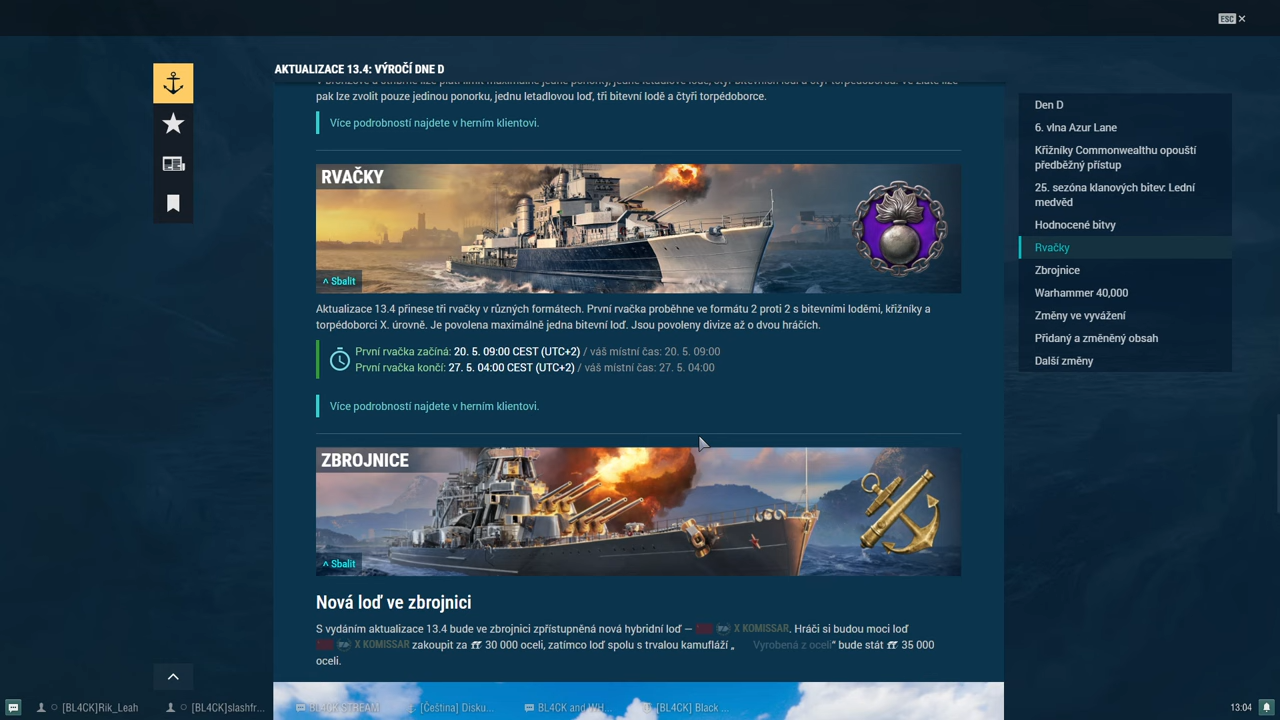 ESC ×
AKTUALIZACE 13.4: VÝROČÍ DNE D
pak lze zvolit pouze jedinou ponorku, jednu letadlovou loď, tři bitevní lodě a čtyři torpédoborce.
Více podrobností najdete v herním klientovi.
RVAČKY
^ Sbalit
Aktualizace 13.4 přinese tři rvačky v různých formátech. První rvačka proběhne ve formátu 2 proti 2 s bitevními loděmi, křižníky a
torpédoborci X. úrovně. Je povolena maximálně jedna bitevní loď. Jsou povoleny divize až o dvou hráčích.
První rvačka začíná: 20. 5. 09:00 CEST (UTC+2) / váš místní čas: 20. 5. 09:00
První rvačka končí: 27. 5. 04:00 CEST (UTC+2) / váš místní čas: 27. 5. 04:00
Více podrobností najdete v herním klientovi.
ZBROJNICE
^ Sbalit
Nová loď ve zbrojnici
S vydáním aktualizace 13.4 bude ve zbrojnici zpřístupněná nová hybridní loď — X KOMISSAR. Hráči si budou moci loď
X KOMISSAR zakoupit za 30 000 oceli, zatímco loď spolu s trvalou kamufláží „ Vyrobená z oceli“ bude stát 35 000
oceli.
Den D
6. vlna Azur Lane
Křižníky Commonwealthu opouští
předběžný přístup
25. sezóna klanových bitev: Lední
medvěd
Hodnocené bitvy
Rvačky
Zbrojnice
Warhammer 40,000
Změny ve vyvážení
Přidaný a změněný obsah
Další změny
[BL4CK]Rik_Leah
[BL4CK]slashfr...
BL4CK STREAM
[Čeština] Disku...
BL4CK and WH...
[BL4CK] Black ...
13:04